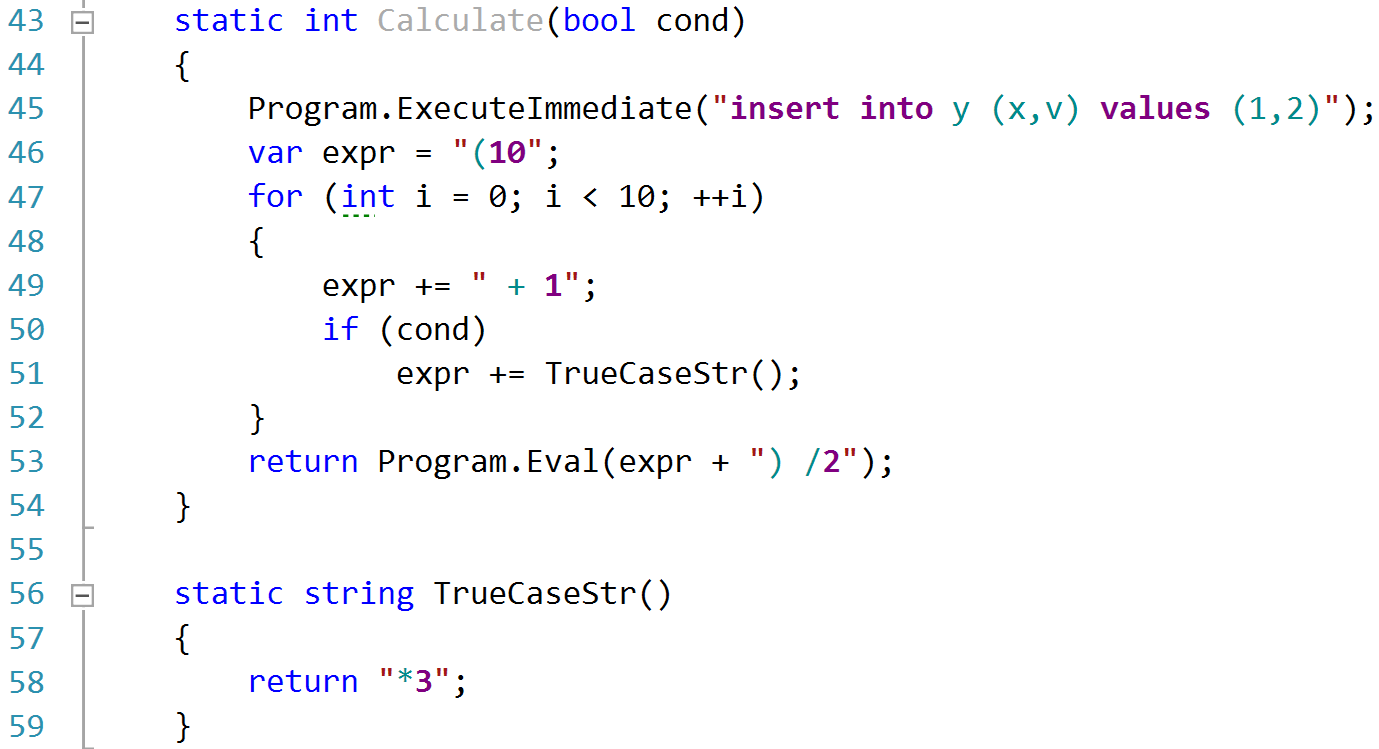 43 static int Calculate(bool cond)
44 {
45 Program.ExecuteImmediate("insert into y (x,v) values (1,2)");
46 var expr = "(10";
47 for (int i = 0; i < 10; ++i)
48 {
49 expr += " + 1";
50 if (cond)
51 expr += TrueCaseStr();
52 }
53 return Program.Eval(expr + ") /2");
54 }
55
56 static string TrueCaseStr()
57 {
58 return "*3";
59 }